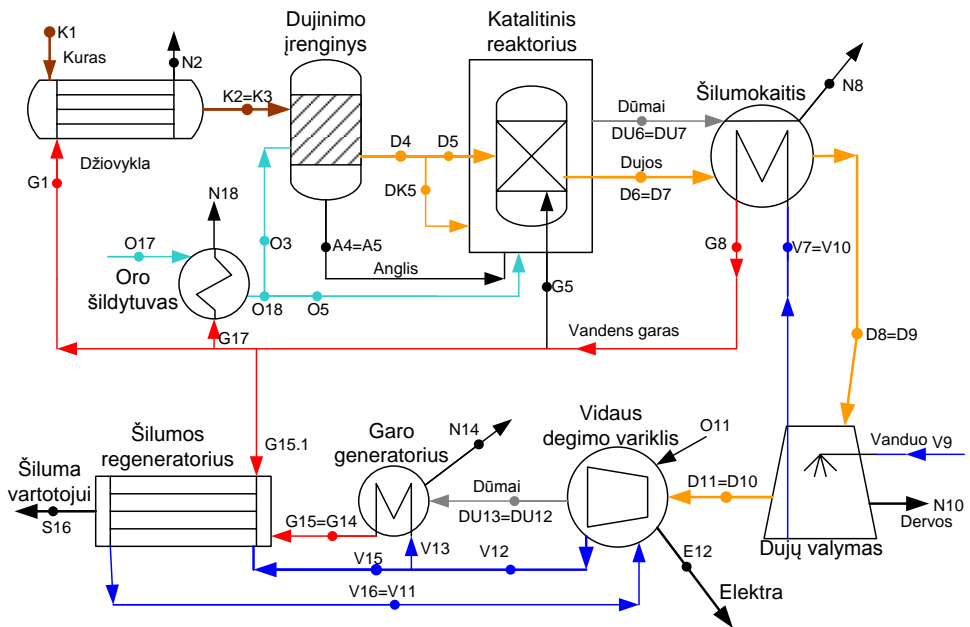 K1
Kuras
N2
K2=K3
Džiovykla
G1
Dujinimo
įrenginys
Katalitinis
reaktorius
D4
D5
DK5
Dūmai
DU6=DU7
Dujos
D6=D7
Šilumokaitis
N8
N18
O17
Oro
šildytuvas
O3
O18
O5
A4=A5
Anglis
G5
G8
V7=V10
G17
Vandens garas
D8=D9
Šilumos
regeneratorius
G15.1
Garo
generatorius
N14
Vidaus
degimo variklis
O11
Vanduo
V9
Šiluma
vartotojui
S16
Dūmai
DU13=DU12
D11=D10
N10
Dervos
G15=G14
V13
V15
V12
E12
Dujų valymas
V16=V11
Elektra